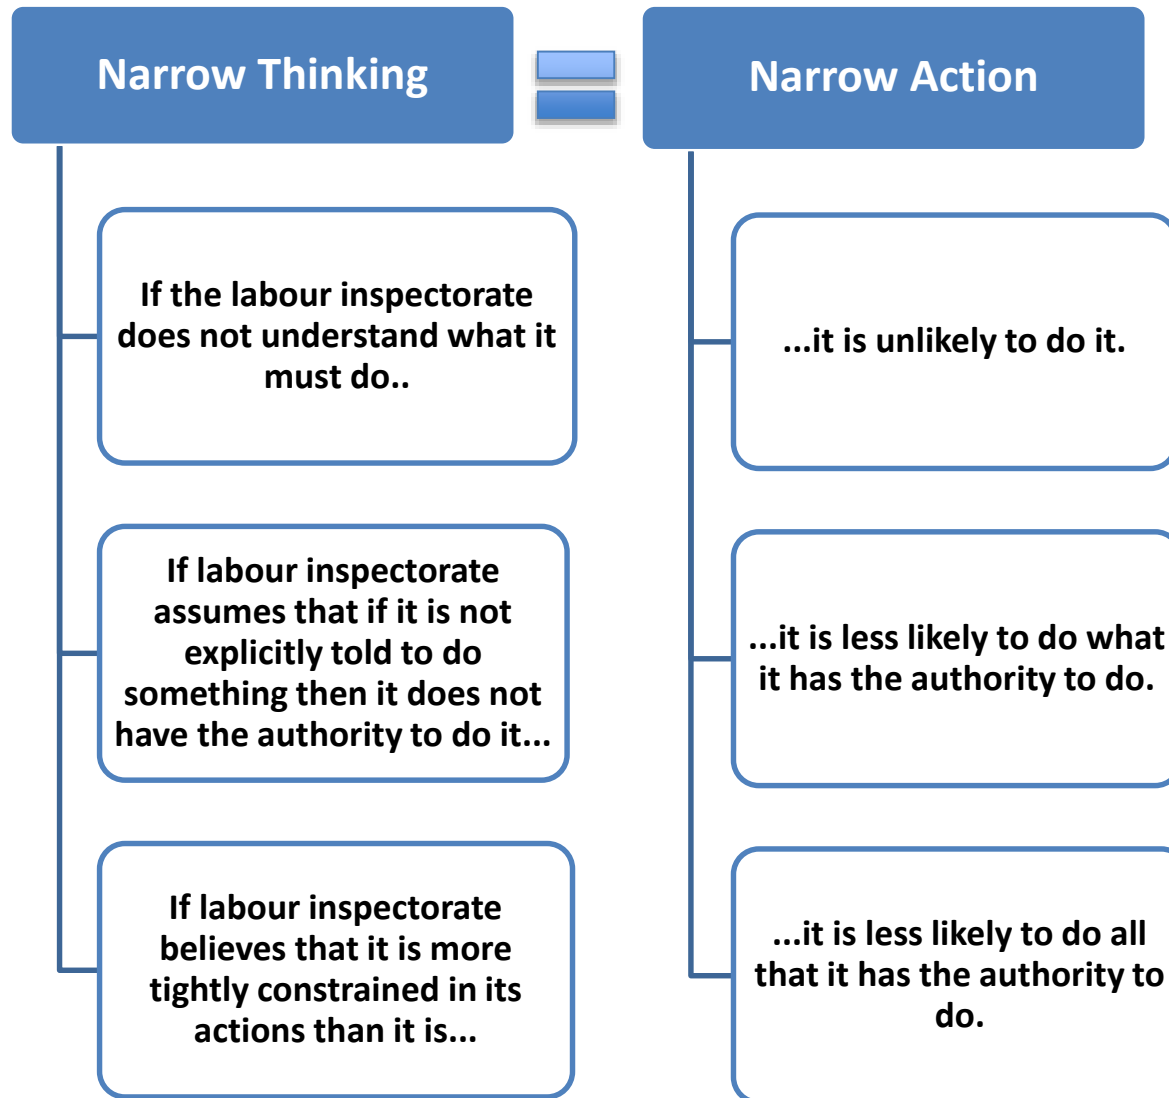 Narrow Thinking
Narrow Action
If the labour inspectorate
does not understand what it
must do..
...it is unlikely to do it.
If labour inspectorate
assumes that if it is not
explicitly told to do
something then it does not
have the authority to do it...
...it is less likely to do what
it has the authority to do.
If labour inspectorate
believes that it is more
tightly constrained in its
actions than it is...
...it is less likely to do all
that it has the authority to
do.